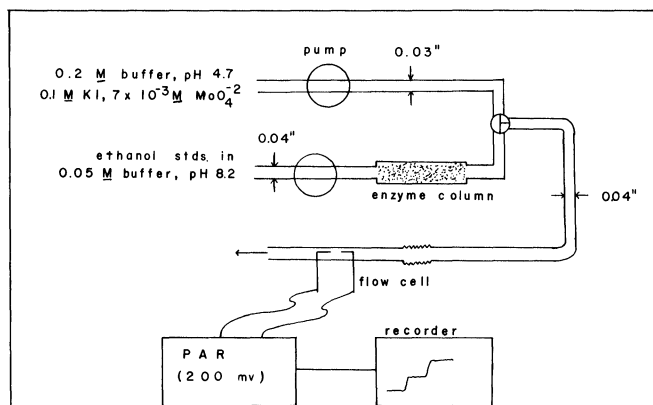 pump
0.03"
0.2 M buffer, pH 4.7
0.1 M KI, 7x 10⁻³M MoO₄⁻²
0.04"
ethanol stds. in
0.05 M buffer, pH 8.2
enzyme column
0.04"
flow cell
recorder
PAR
(200 mv)